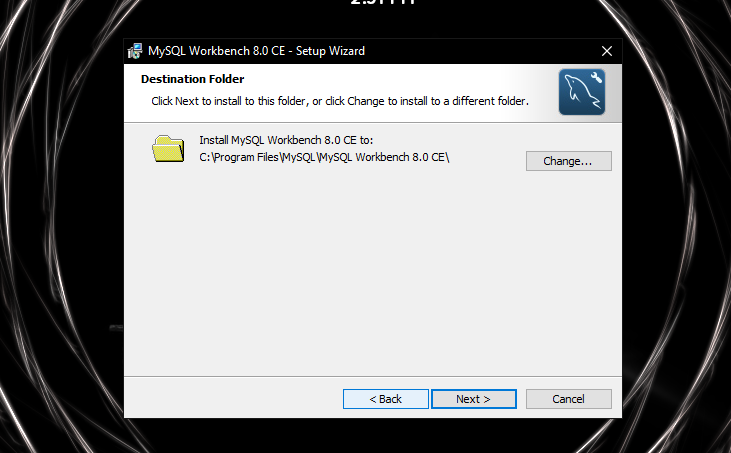 MySQL Workbench 8.0 CE - Setup Wizard
Destination Folder
Click Next to install to this folder, or click Change to install to a different folder.
Install MySQL Workbench 8.0 CE to:
C:\Program Files\MySQL\MySQL Workbench 8.0 CE\
Change...
< Back
Next >
Cancel